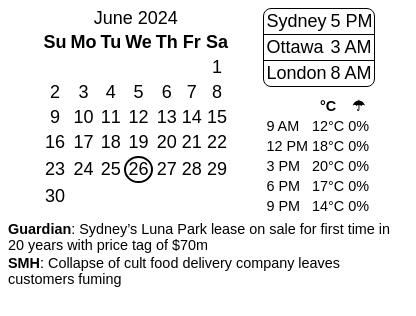 June 2024
Su Mo Tu We Th Fr Sa
1
2 3 4 5 6 7 8
9 10 11 12 13 14 15
16 17 18 19 20 21 22
23 24 25 26 27 28 29
30
Sydney 5 PM
Ottawa 3 AM
London 8 AM
°C ☂
9 AM 12°C 0%
12 PM 18°C 0%
3 PM 20°C 0%
6 PM 17°C 0%
9 PM 14°C 0%
Guardian: Sydney’s Luna Park lease on sale for first time in
20 years with price tag of $70m
SMH: Collapse of cult food delivery company leaves
customers fuming